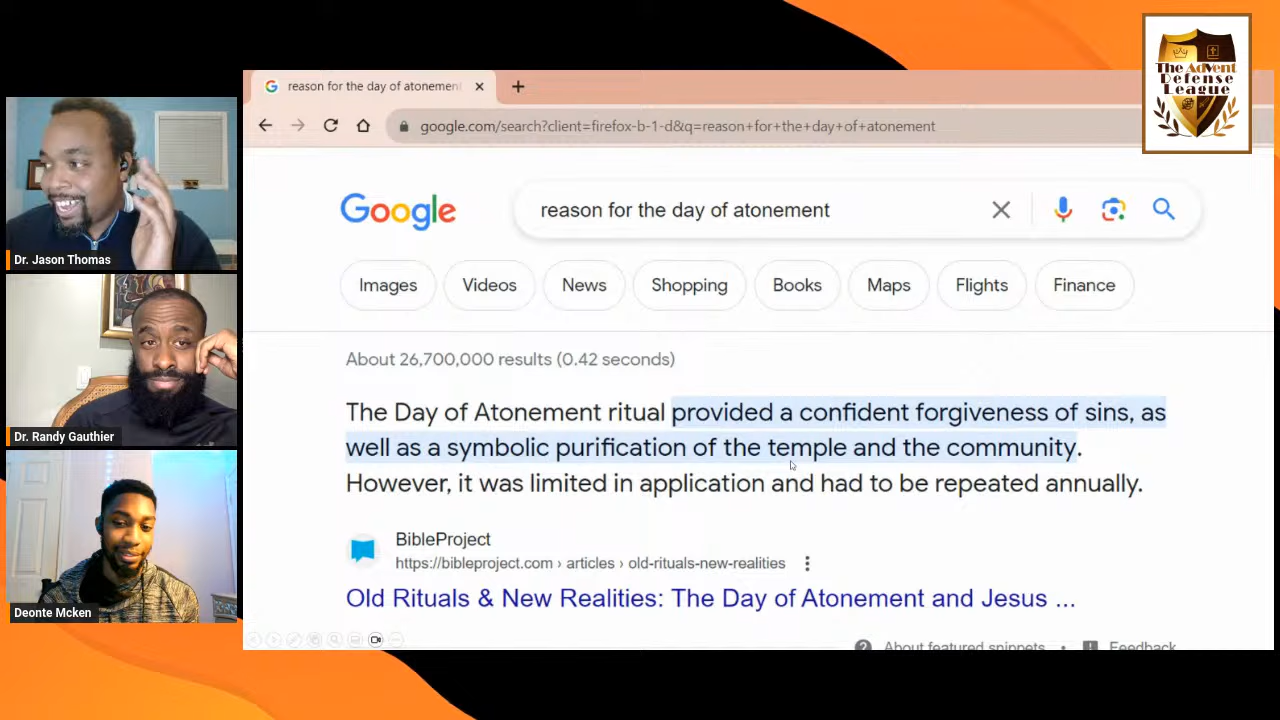 The Advent
Defense
League
reason for the day of atonement
google.com/search?client=firefox-b-1-d&q=reason+for+the+day+of+atonement
Google
reason for the day of atonement
Images
Videos
News
Shopping
Books
Maps
Flights
Finance
About 26,700,000 results (0.42 seconds)
The Day of Atonement ritual provided a confident forgiveness of sins, as
well as a symbolic purification of the temple and the community.
However, it was limited in application and had to be repeated annually.
BibleProject
https://bibleproject.com › articles › old-rituals-new-realities
Old Rituals & New Realities: The Day of Atonement and Jesus ...
About featured snippets
Feedback
Dr. Jason Thomas
Dr. Randy Gauthier
Deonte Mcken